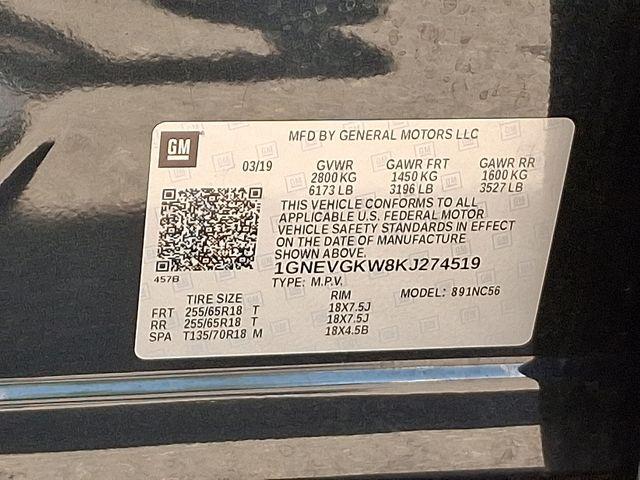 MFD BY GENERAL MOTORS LLC
GM
03/19 GVWR GAWR FRT GAWR RR
2800 KG 1450 KG 1600 KG
6173 LB 3196 LB 3527 LB
THIS VEHICLE CONFORMS TO ALL
APPLICABLE U.S. FEDERAL MOTOR
VEHICLE SAFETY STANDARDS IN EFFECT
ON THE DATE OF MANUFACTURE
SHOWN ABOVE.
1GNEVGKW8KJ274519
457B
TYPE: M.P.V. MODEL: 891NC56
TIRE SIZE RIM
FRT 255/65R18 T 18X7.5J
RR 255/65R18 T 18X7.5J
SPA T135/70R18 M 18X4.5B